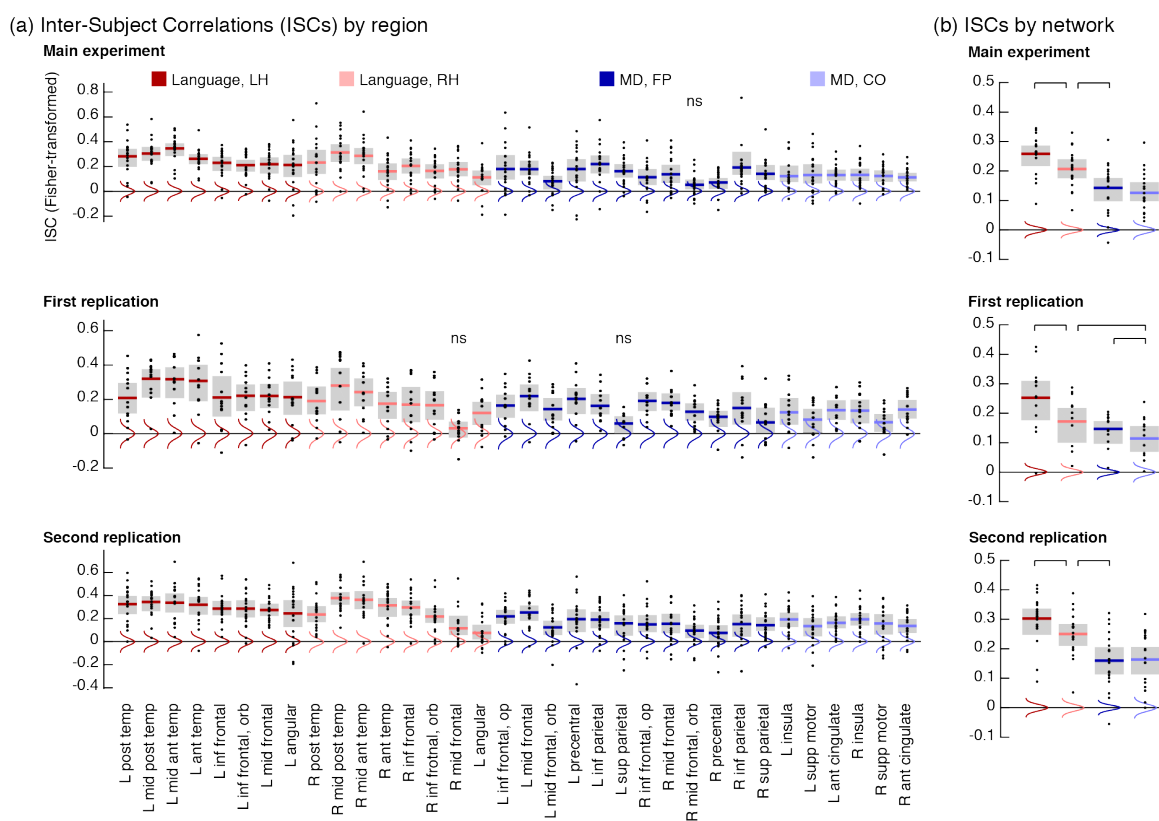 (a) Inter-Subject Correlations (ISCs) by region
Main experiment
Language, LH
Language, RH
MD, FP
MD, CO
ISC (Fisher-transformed)
0.8
0.6
0.4
0.2
0
-0.2
ns
First replication
0.6
0.4
0.2
0
-0.2
ns
ns
Second replication
0.6
0.4
0.2
0
-0.2
-0.4
L post temp
L mid post temp
L mid ant temp
L ant temp
L inf frontal
L inf frontal, orb
L mid frontal
L angular
R post temp
R mid post temp
R mid ant temp
R ant temp
R inf frontal
R inf frotnal, orb
R mid frontal
R angular
L inf frontal, op
L mid frontal
L mid frontal, orb
L precentral
L inf parietal
L sup parietal
R inf frontal, op
R mid frontal
R mid frontal, orb
R precental
R inf parietal
R sup parietal
L insula
L supp motor
L ant cingulate
R insula
R supp motor
R ant cingulate
(b) ISCs by network
Main experiment
0.5
0.4
0.3
0.2
0.1
0
-0.1
First replication
0.5
0.4
0.3
0.2
0.1
0
-0.1
Second replication
0.5
0.4
0.3
0.2
0.1
0
-0.1